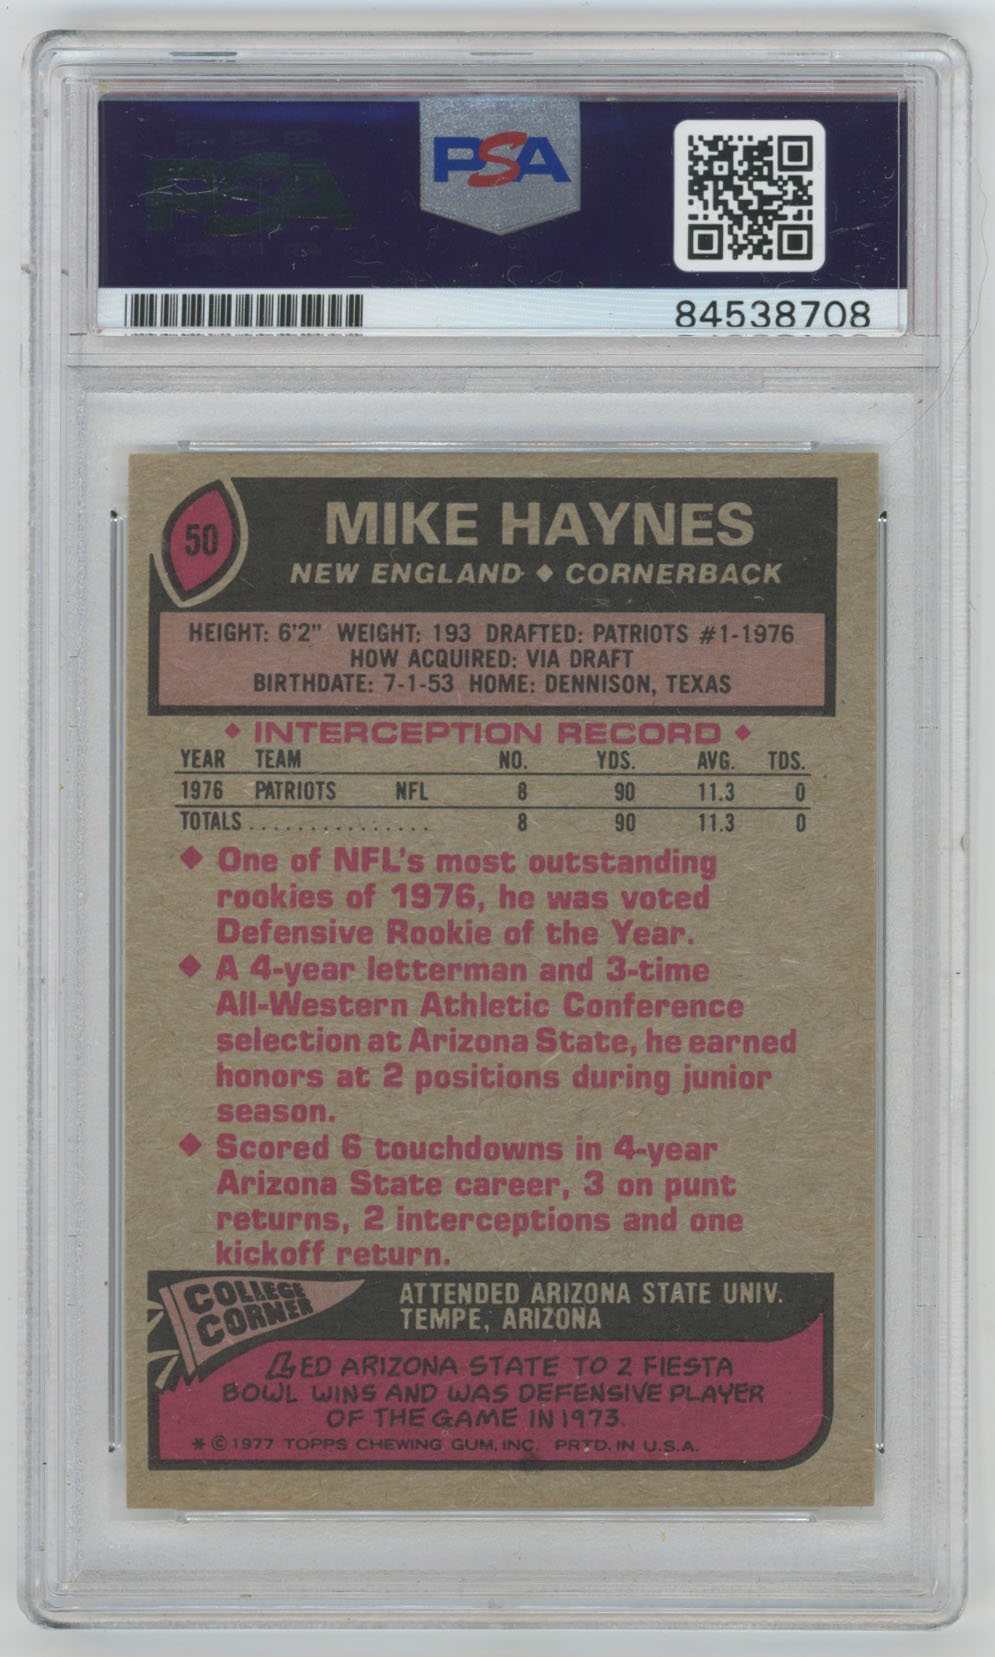 PSA
PSA
84538708
50
MIKE HAYNES
NEW ENGLAND ♦ CORNERBACK
HEIGHT: 6'2" WEIGHT: 193 DRAFTED: PATRIOTS #1-1976
HOW ACQUIRED: VIA DRAFT
BIRTHDATE: 7-1-53 HOME: DENNISON, TEXAS
♦ INTERCEPTION RECORD ♦
YEAR TEAM NO. YDS. AVG. TDS.
1976 PATRIOTS NFL 8 90 11.3 0
TOTALS ................ 8 90 11.3 0
♦ One of NFL's most outstanding
rookies of 1976, he was voted
Defensive Rookie of the Year.
♦ A 4-year letterman and 3-time
All-Western Athletic Conference
selection at Arizona State, he earned
honors at 2 positions during junior
season.
♦ Scored 6 touchdowns in 4-year
Arizona State career, 3 on punt
returns, 2 interceptions and one
kickoff return.
COLLEGE
CORNER
ATTENDED ARIZONA STATE UNIV.
TEMPE, ARIZONA
LED ARIZONA STATE TO 2 FIESTA
BOWL WINS AND WAS DEFENSIVE PLAYER
OF THE GAME IN 1973.
* © 1977 TOPPS CHEWING GUM, INC. PRTD. IN U.S.A.